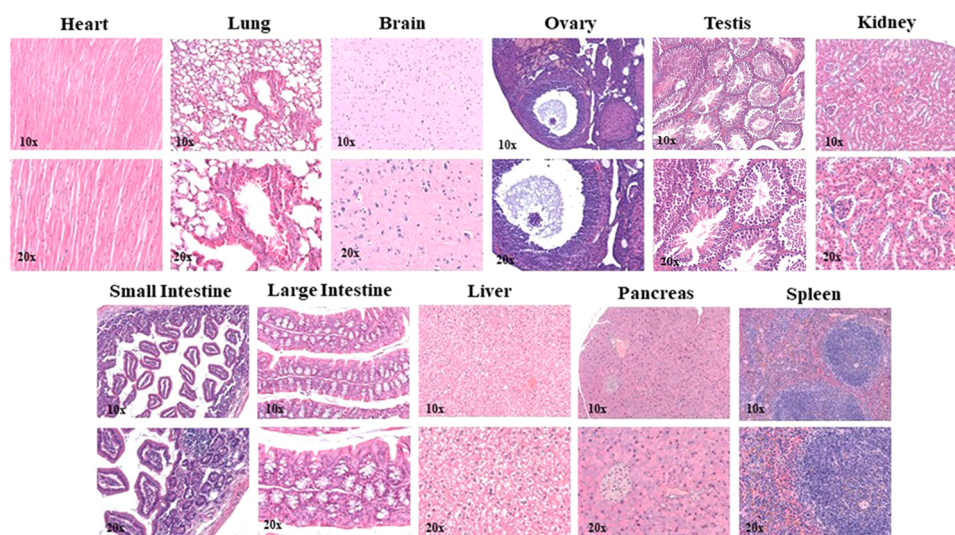 Heart Lung Brain Ovary Testis Kidney
10x 10x 10x 10x 10x 10x
20x 20x 20x 20x 20x 20x
Small Intestine Large Intestine Liver Pancreas Spleen
10x 10x 10x 10x 10x
20x 20x 20x 20x 20x